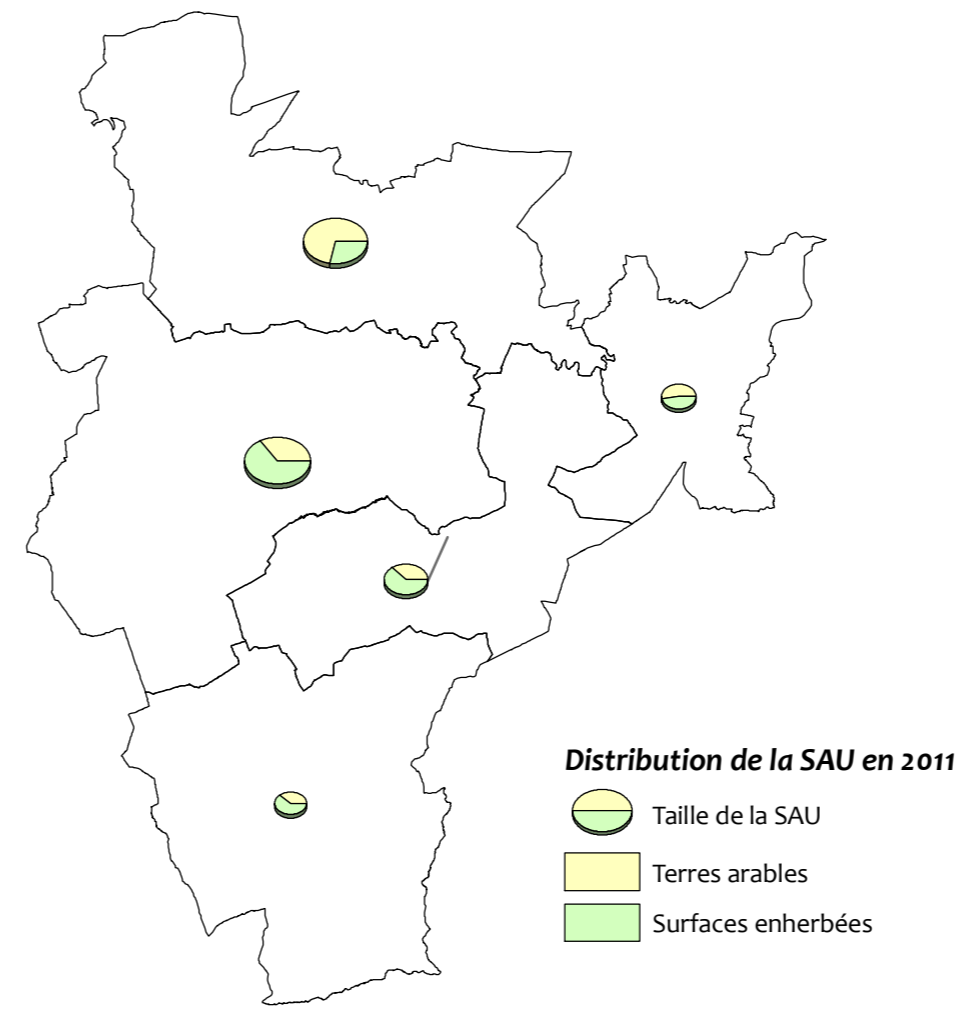 Distribution de la SAU en 2011
Taille de la SAU
Terres arables
Surfaces enherbées